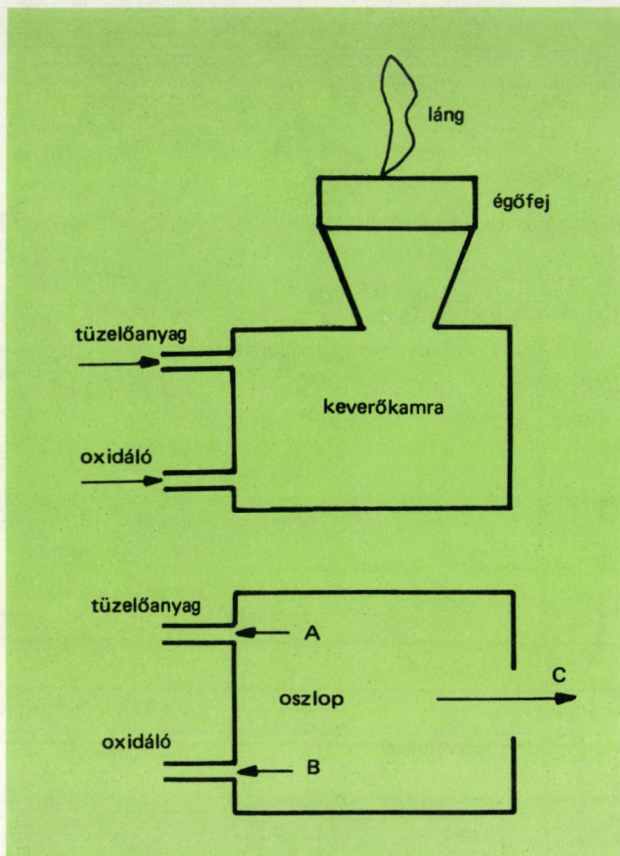 láng
égőfej
tüzelőanyag
keverőkamra
oxidáló
tüzelőanyag
A
C
oszlop
oxidáló
B